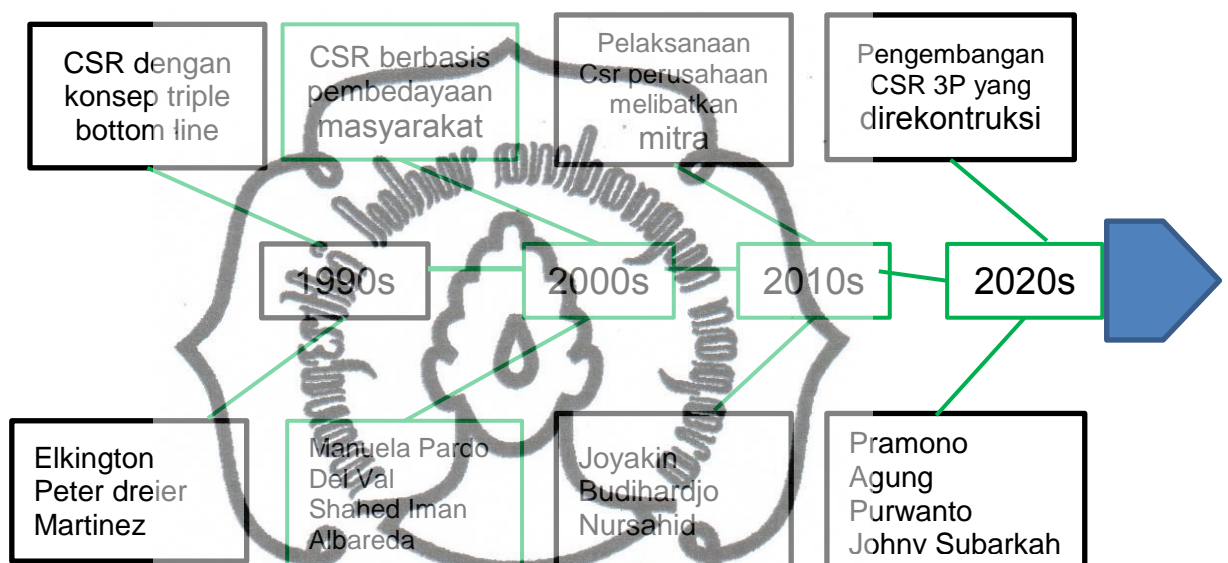 CSR dengan
konsep triple
bottom line
CSR berbasis
pembedayaan
masyarakat
Pelaksanaan
Csr perusahaan
melibatkan
mitra
Pengembangan
CSR 3P yang
direkontruksi
1990s
2000s
2010s
2020s
Elkington
Peter dreier
Martinez
Manuela Pardo
Del Val
Shahed Iman
Albareda
Joyakin
Budihardjo
Nursahid
Pramono
Agung
Purwanto
Johny Subarkah